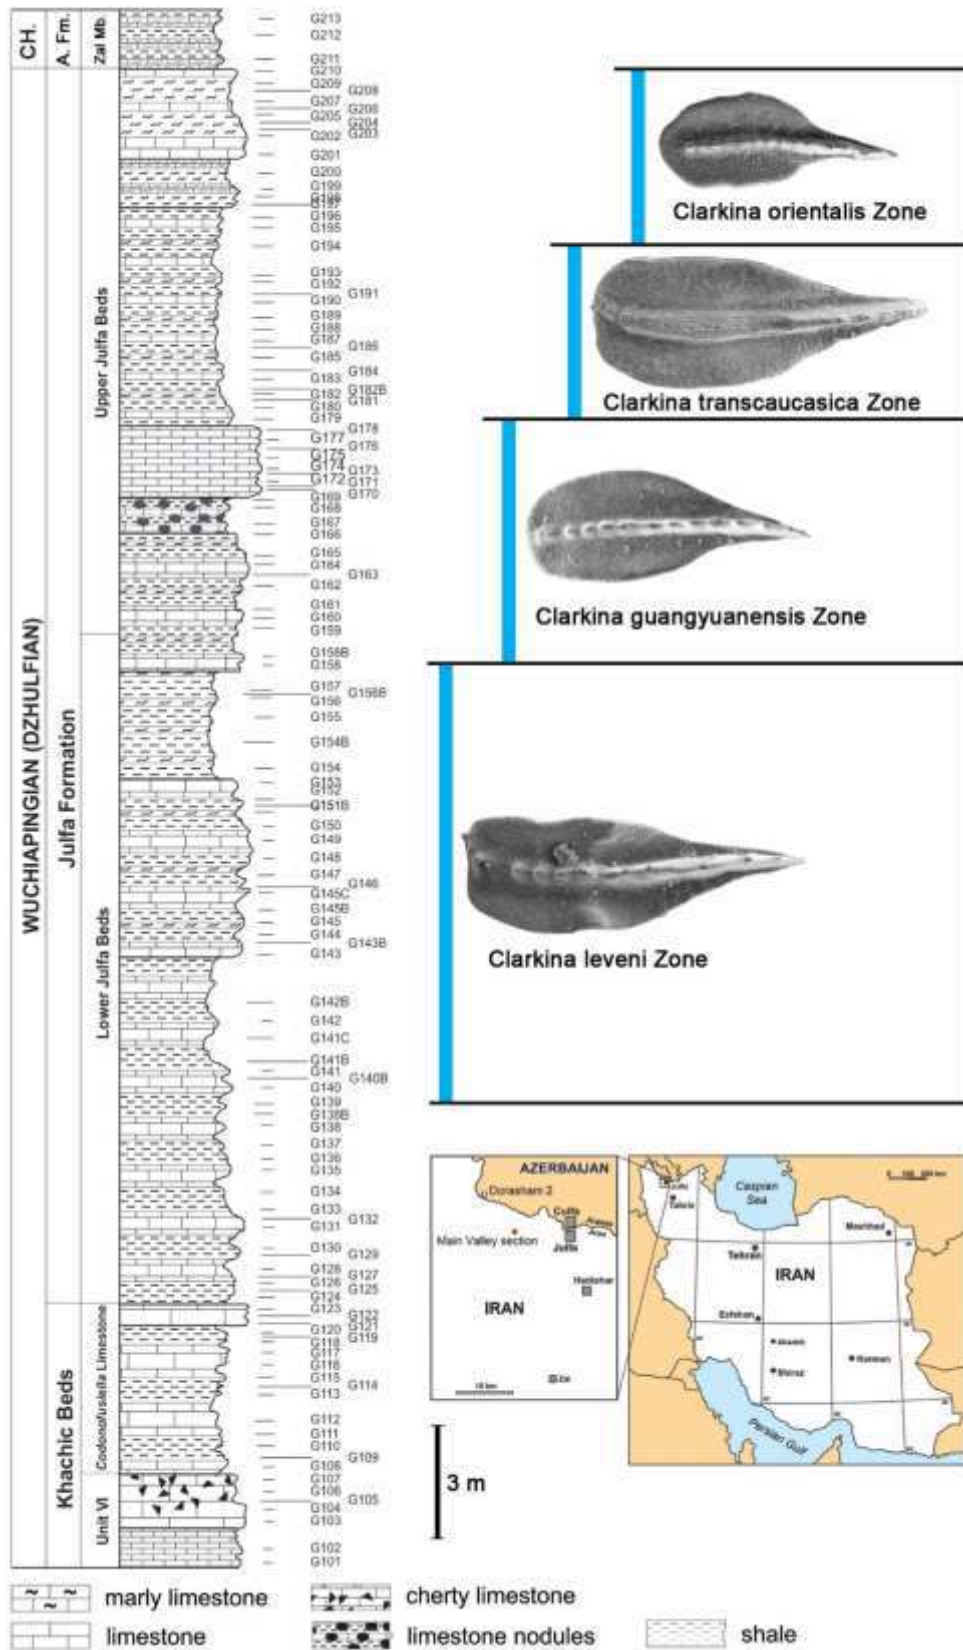 CH.
A. Fm.
Zal Mb.
WUCHIAPINGIAN (DZHULFIAN)
Julfa Formation
Upper Julfa Beds
Lower Julfa Beds
Khachic Beds
Codonofusiella Limestone
Unit VI
G213
G212
G211
G210
G209
G208
G207
G206
G205
G204
G203
G202
G201
G200
G199
G198
G197
G196
G195
G194
G193
G192
G191
G190
G189
G188
G187
G186
G185
G184
G183
G182B
G182
G181
G180
G179
G178
G177
G176
G175
G174
G173
G172
G171
G170
G169
G168
G167
G166
G165
G164
G163
G162
G161
G160
G159
G158B
G158
G157
G156B
G156
G155
G154B
G154
G153
G152
G151B
G150
G149
G148
G147
G146
G145C
G145B
G145
G144
G143B
G143
G142B
G142
G141C
G141B
G141
G140B
G140
G139
G138B
G138
G137
G136
G135
G134
G133
G132
G131
G130
G129
G128
G127
G126
G125
G124
G123
G122
G121
G120
G119
G118
G117
G116
G115
G114
G113
G112
G111
G110
G109
G108
G107
G106
G105
G104
G103
G102
G101
Clarkina orientalis Zone
Clarkina transcaucasica Zone
Clarkina guangyuanensis Zone
Clarkina leveni Zone
AZERBAIJAN
Dorasham 2
Culfa
Main Valley section
Jolfa
Hadishar
IRAN
10 km
Caspian
Sea
Mashhad
Tehran
IRAN
Esfahan
Shiraz
Kerman
Persian Gulf
3 m
marly limestone
cherty limestone
limestone
limestone nodules
shale